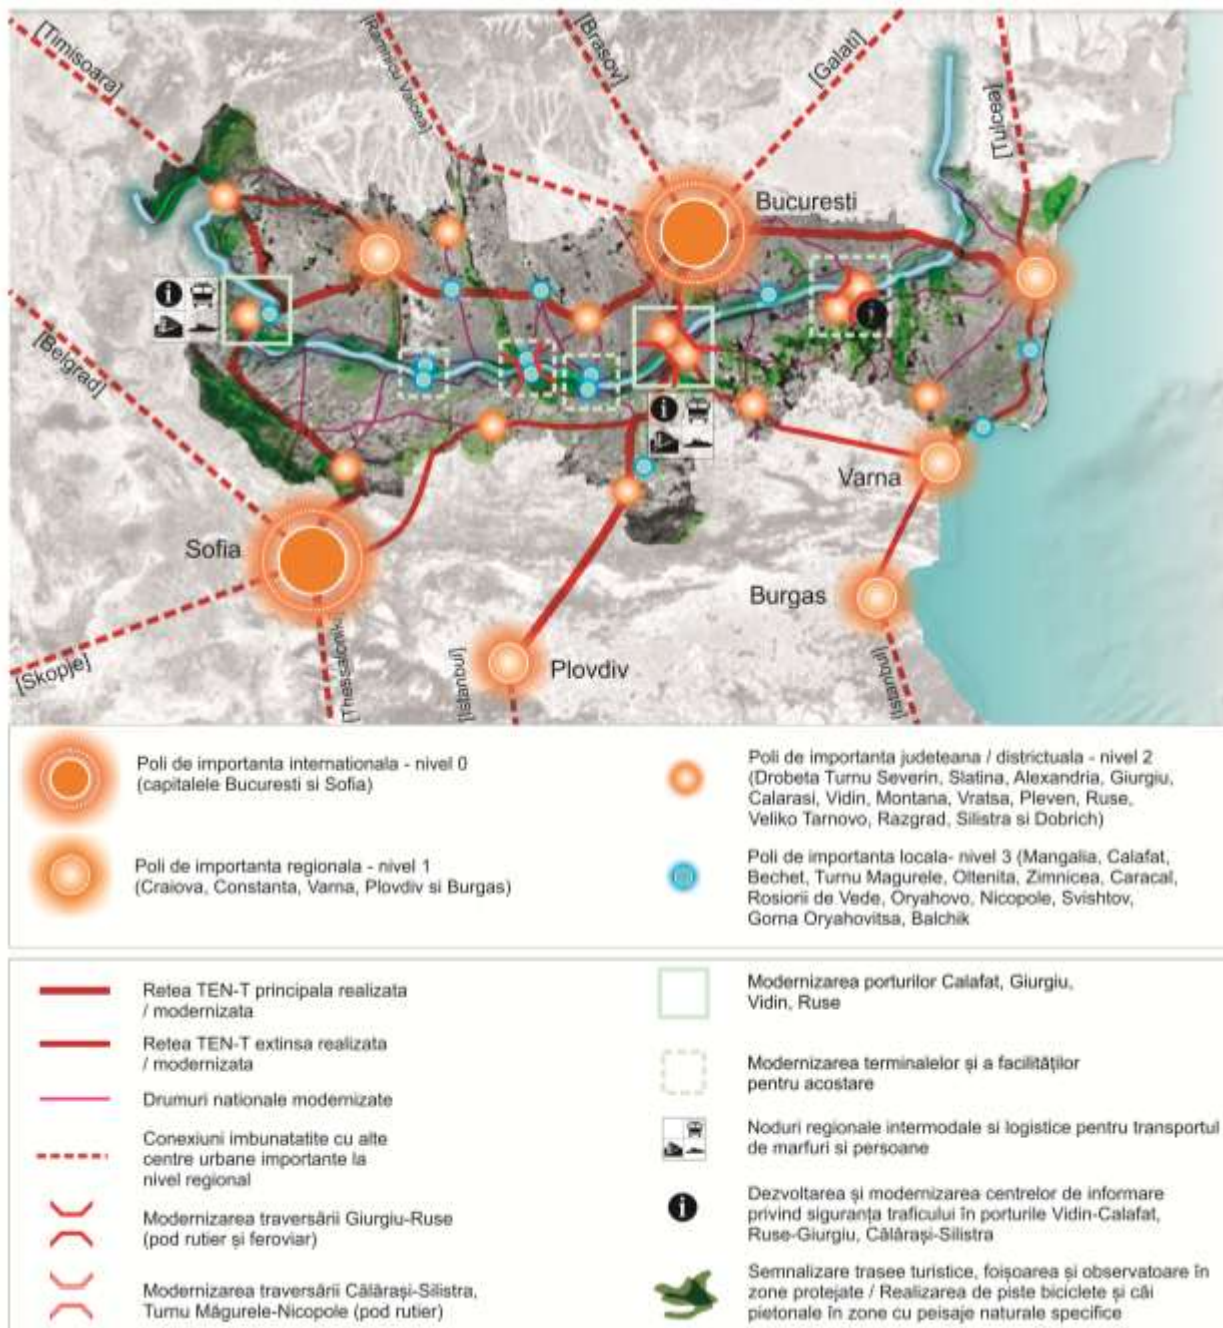 [Timisoara]
[Ramnicu Valcea]
[Brasov]
[Galati]
[Tulcea]
Bucuresti
[Belgrad]
Varna
Sofia
Burgas
[Skopje]
[Thessalonik.]
[Istanbul]
Plovdiv
[Istanbul]
Poli de importanta internationala - nivel 0
(capitalele Bucuresti si Sofia)
Poli de importanta regionala - nivel 1
(Craiova, Constanta, Varna, Plovdiv si Burgas)
Poli de importanta judeteana / districtuala - nivel 2
(Drobeta Turnu Severin, Slatina, Alexandria, Giurgiu,
Calarasi, Vidin, Montana, Vratsa, Pleven, Ruse,
Veliko Tarnovo, Razgrad, Silistra si Dobrich)
Poli de importanta locala- nivel 3 (Mangalia, Calafat,
Bechet, Turnu Magurele, Oltenita, Zimnicea, Caracal,
Rosiorii de Vede, Oryahovo, Nicopole, Svishtov,
Gorna Oryahovitsa, Balchik
Retea TEN-T principala realizata
/ modernizata
Retea TEN-T extinsa realizata
/ modernizata
Drumuri nationale modernizate
Conexiuni imbunatatite cu alte
centre urbane importante la
nivel regional
Modernizarea traversării Giurgiu-Ruse
(pod rutier și feroviar)
Modernizarea traversării Călărași-Silistra,
Turnu Măgurele-Nicopole (pod rutier)
Modernizarea porturilor Calafat, Giurgiu,
Vidin, Ruse
Modernizarea terminalelor și a facilităților
pentru acostare
Noduri regionale intermodale si logistice pentru transportul
de marfuri si persoane
Dezvoltarea și modernizarea centrelor de informare
privind siguranța traficului în porturile Vidin-Calafat,
Ruse-Giurgiu, Călărași-Silistra
Semnalizare trasee turistice, foișoarea și observatoare în
zone protejate / Realizarea de piste biciclete si căi
pietonale în zone cu peisaje naturale specifice